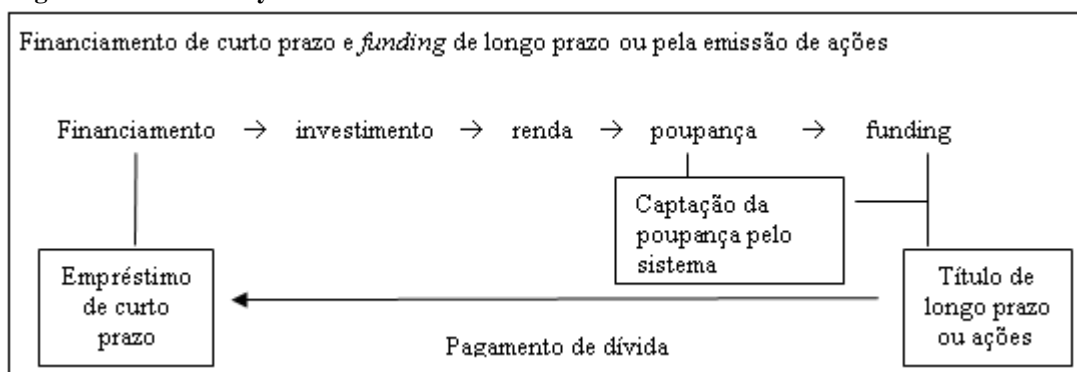 Financiamento de curto prazo e funding de longo prazo ou pela emissão de ações
Financiamento → investimento → renda → poupança → funding
Captação da
poupança pelo
sistema
Empréstimo
de curto
prazo
Título de
longo prazo
ou ações
Pagamento de dívida